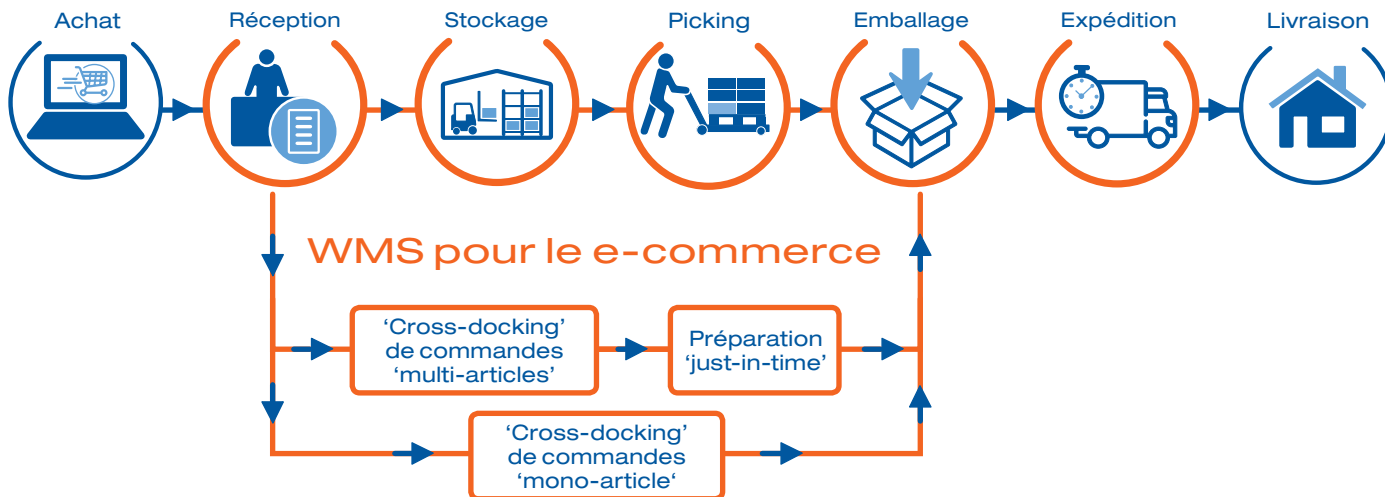 Achat
Réception
Stockage
Picking
Emballage
Expédition
Livraison
WMS pour le e-commerce
‘Cross-docking’
de commandes
‘multi-articles’
Préparation
‘just-in-time’
‘Cross-docking’
de commandes
‘mono-article‘